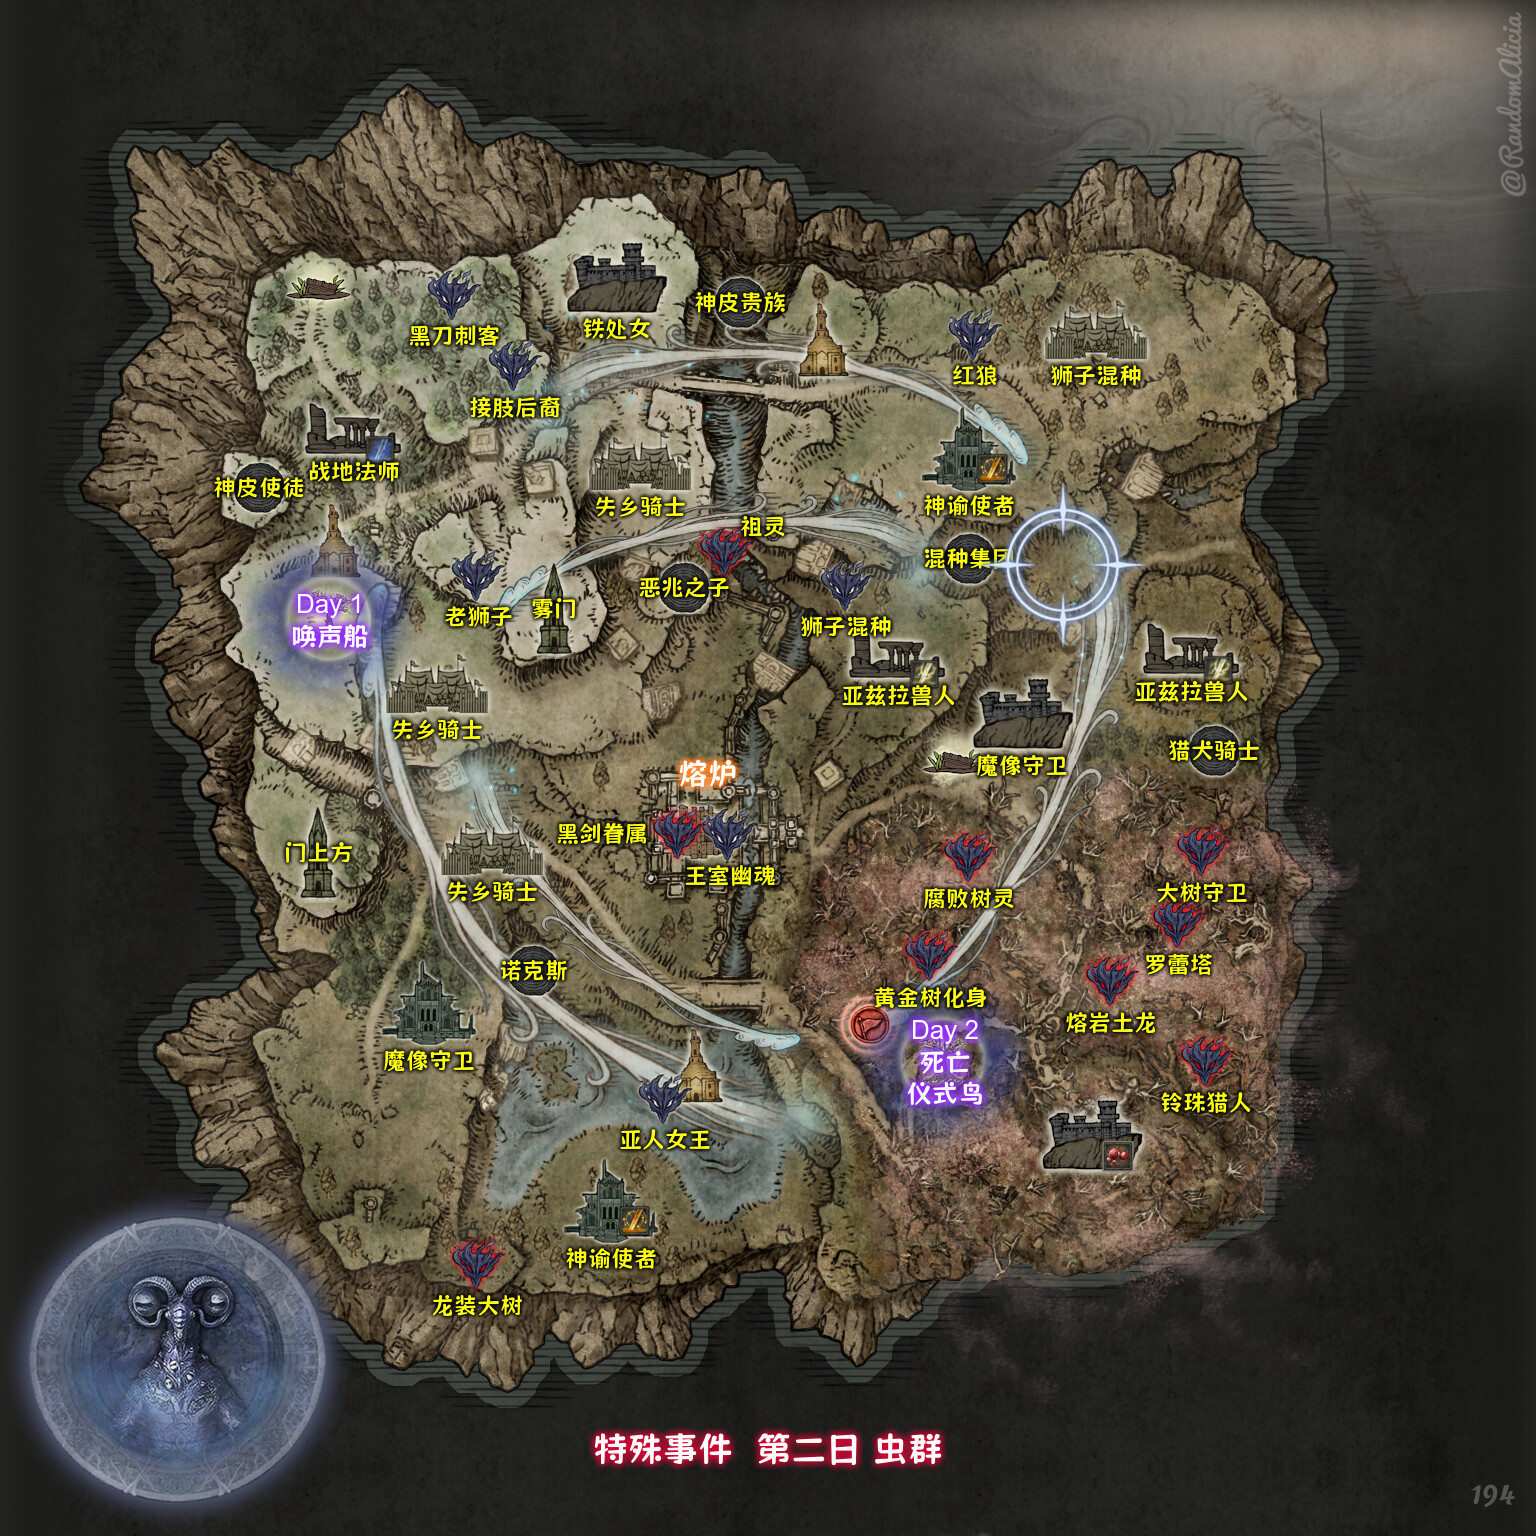 @RandomAlicia
神皮贵族
黑刀刺客
铁处女
红狼
狮子混种
接肢后裔
战地法师
神皮使徒
失乡骑士
神谕使者
祖灵
混种集团
恶兆之子
老狮子
雾门
狮子混种
Day 1
唤声船
亚兹拉兽人
亚兹拉兽人
失乡骑士
猎犬骑士
魔像守卫
熔炉
黑剑眷属
王室幽魂
门上方
失乡骑士
腐败树灵
大树守卫
诺克斯
罗蕾塔
黄金树化身
熔岩土龙
Day 2
死亡
仪式鸟
魔像守卫
铃珠猎人
亚人女王
神谕使者
龙装大树
特殊事件 第二日 虫群
194